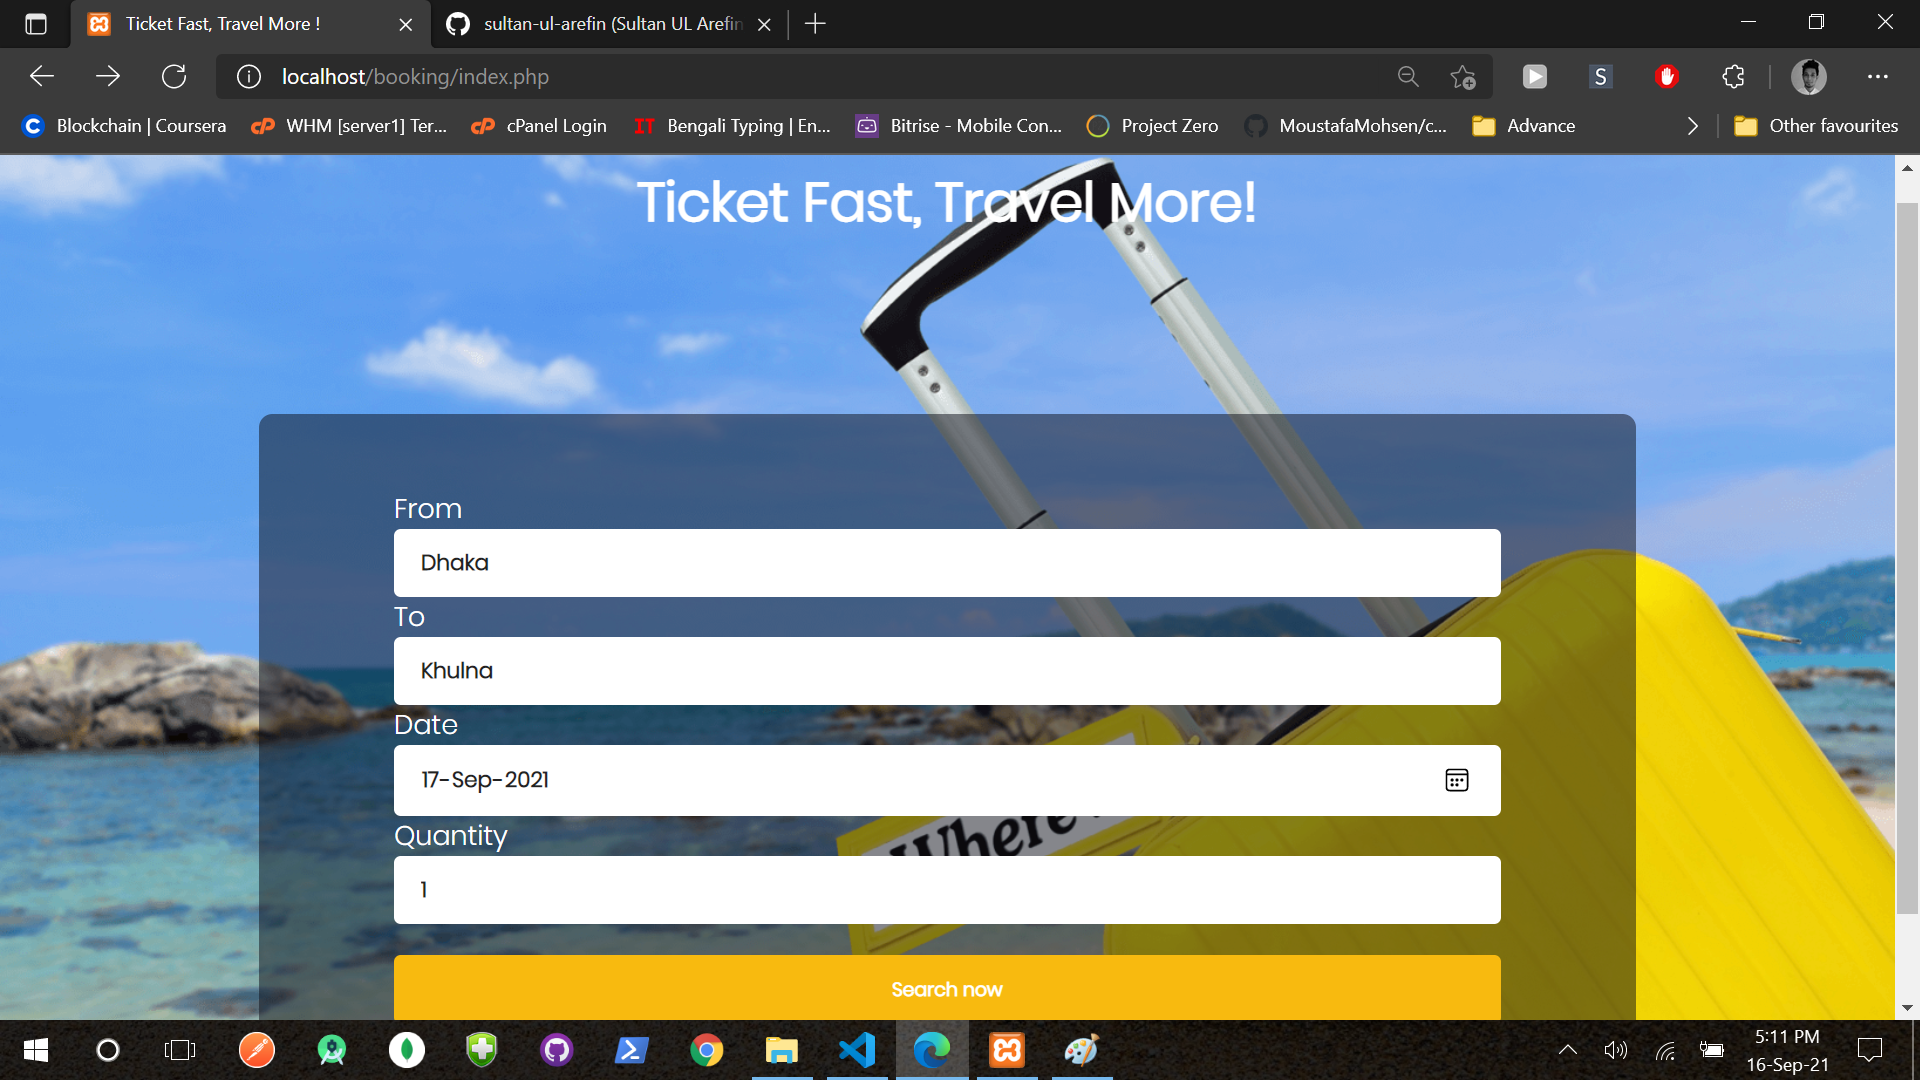 Ticket Fast, Travel More !
sultan-ul-arefin (Sultan UL Arefin
localhost/booking/index.php
S
Blockchain | Coursera
WHM [server1] Ter...
cPanel Login
IT
Bengali Typing | En...
Bitrise - Mobile Con...
Project Zero
MoustafaMohsen/c...
Advance
Other favourites
Ticket Fast, Travel More!
From
Dhaka
To
Khulna
Date
17-Sep-2021
Quantity
Where
1
Search now
5:11 PM
16-Sep-21